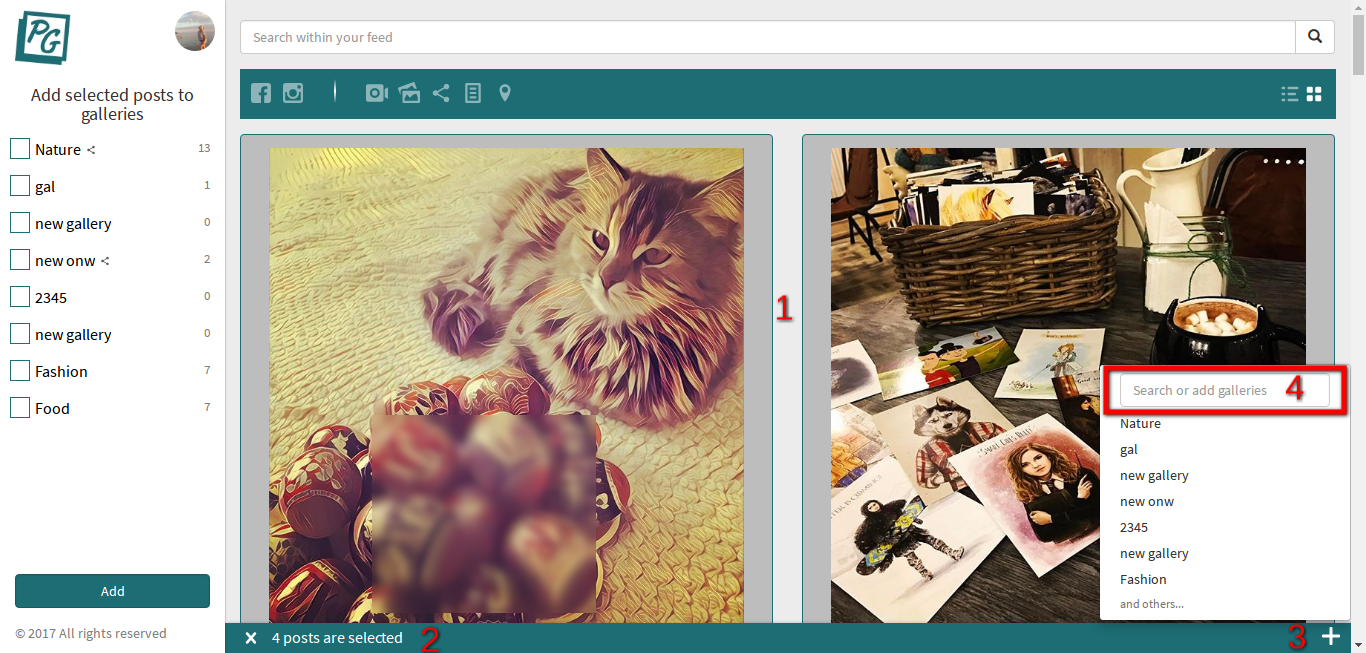 PG
Add selected posts to
galleries
Nature 13
gal 1
new gallery 0
new onw 2
2345 0
new gallery 0
Fashion 7
Food 7
Add
© 2017 All rights reserved
Search within your feed
1
Search or add galleries 4
Nature
gal
new gallery
new onw
2345
new gallery
Fashion
and others...
4 posts are selected 2
3